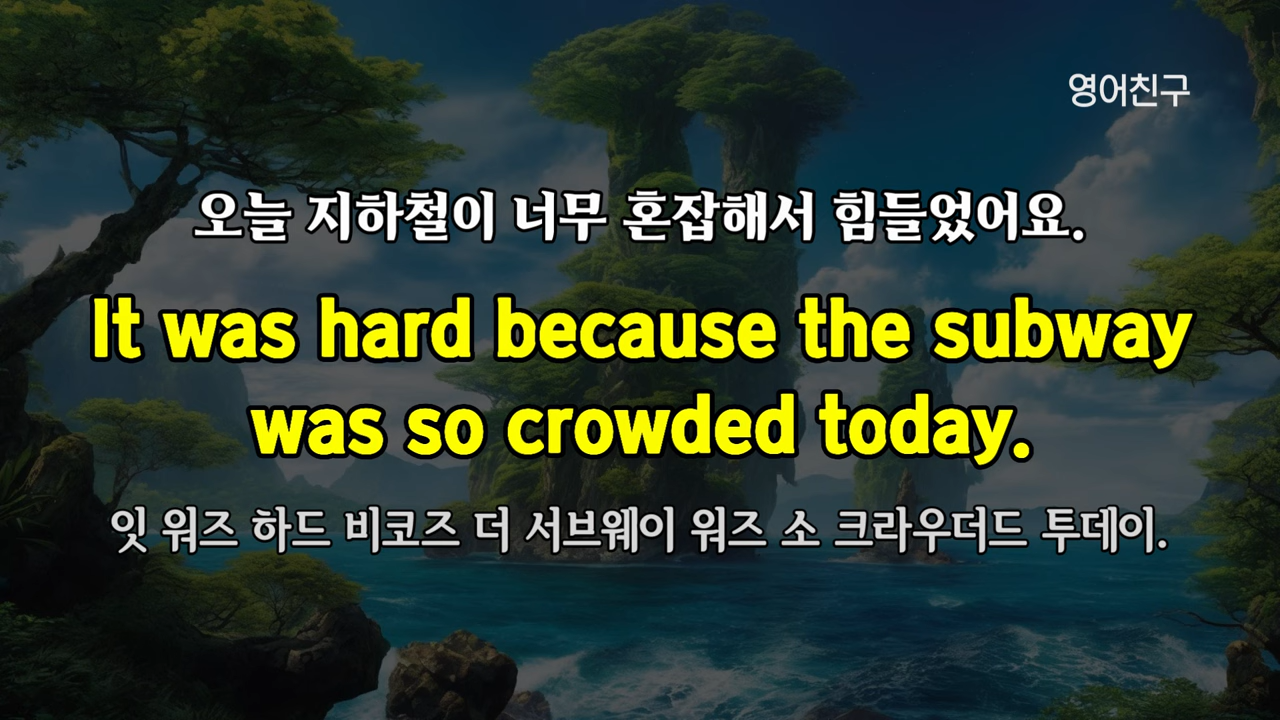 영어친구
오늘 지하철이 너무 혼잡해서 힘들었어요.
It was hard because the subway
was so crowded today.
잇 워즈 하드 비코즈 더 서브웨이 워즈 소 크라우더드 투데이.